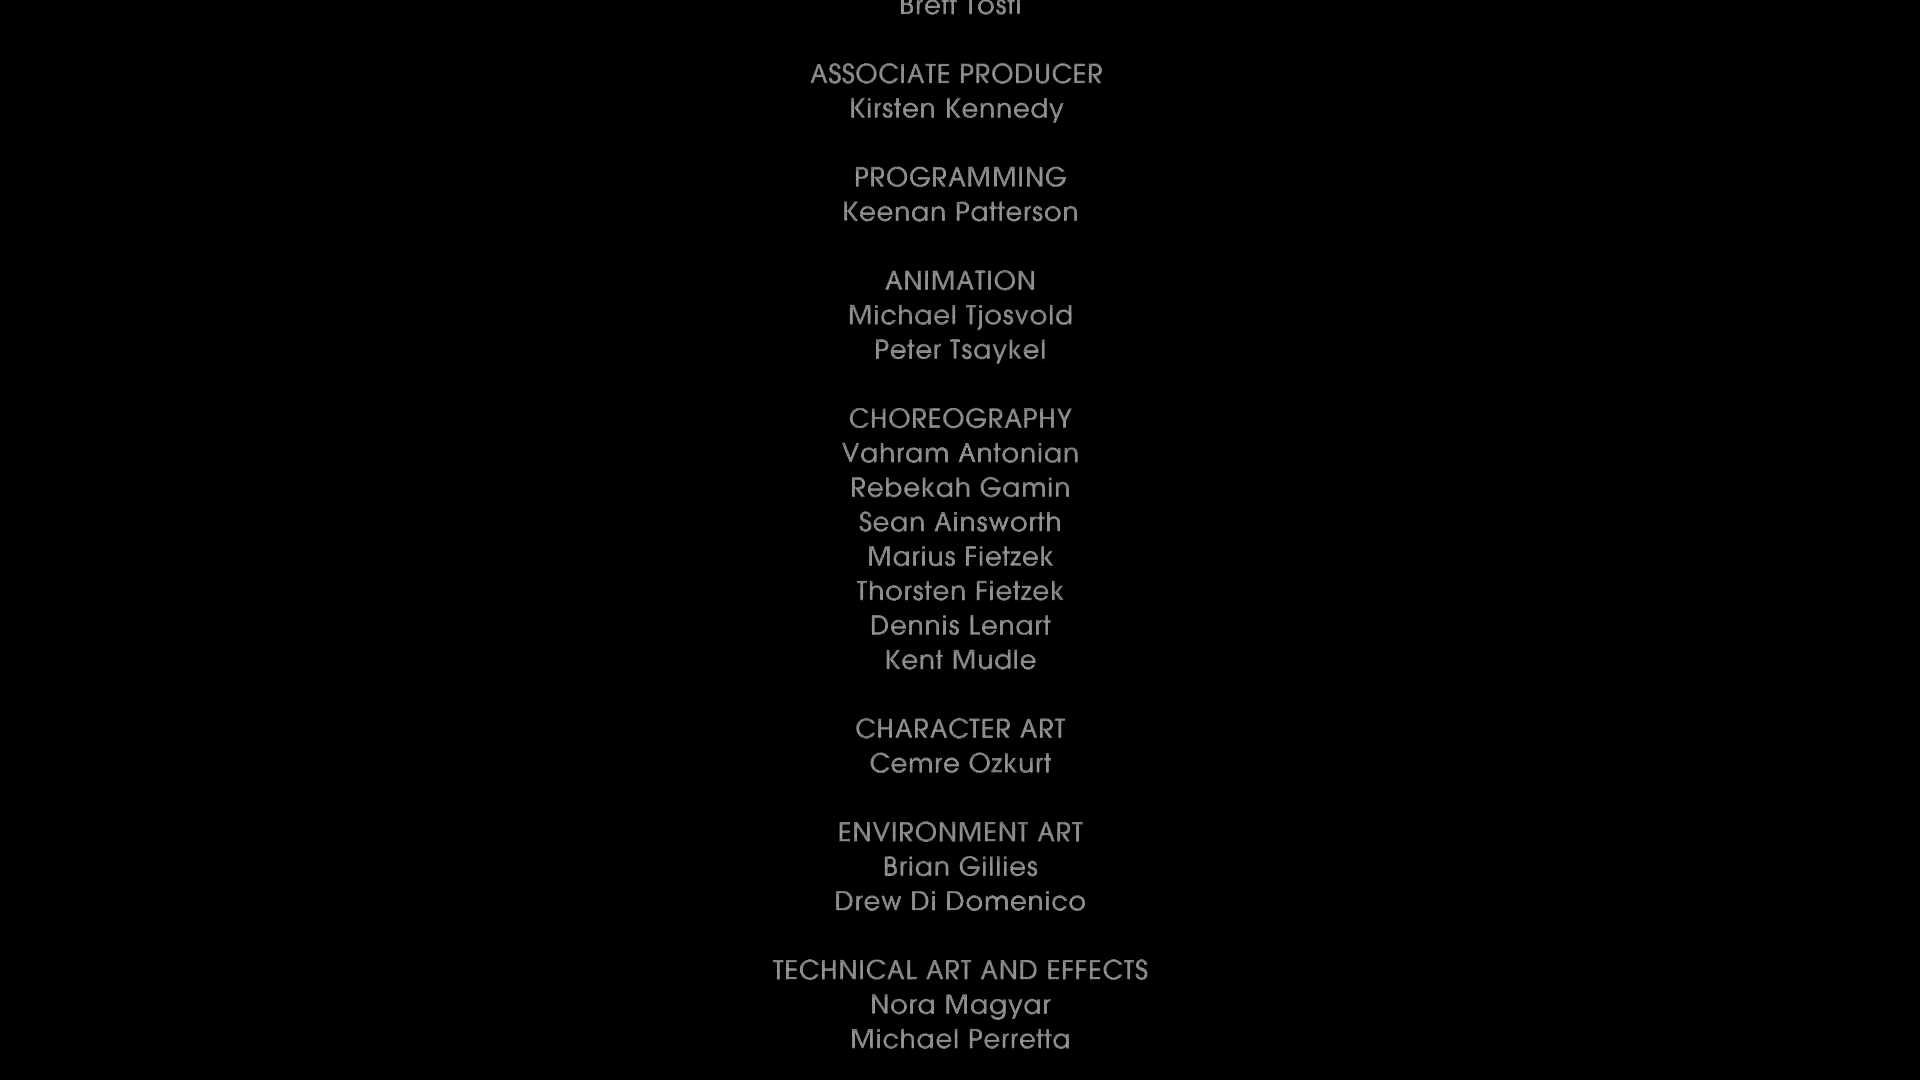 Brett Tosti
ASSOCIATE PRODUCER
Kirsten Kennedy
PROGRAMMING
Keenan Patterson
ANIMATION
Michael Tjosvold
Peter Tsaykel
CHOREOGRAPHY
Vahram Antonian
Rebekah Gamin
Sean Ainsworth
Marius Fietzek
Thorsten Fietzek
Dennis Lenart
Kent Mudle
CHARACTER ART
Cemre Ozkurt
ENVIRONMENT ART
Brian Gillies
Drew Di Domenico
TECHNICAL ART AND EFFECTS
Nora Magyar
Michael Perretta